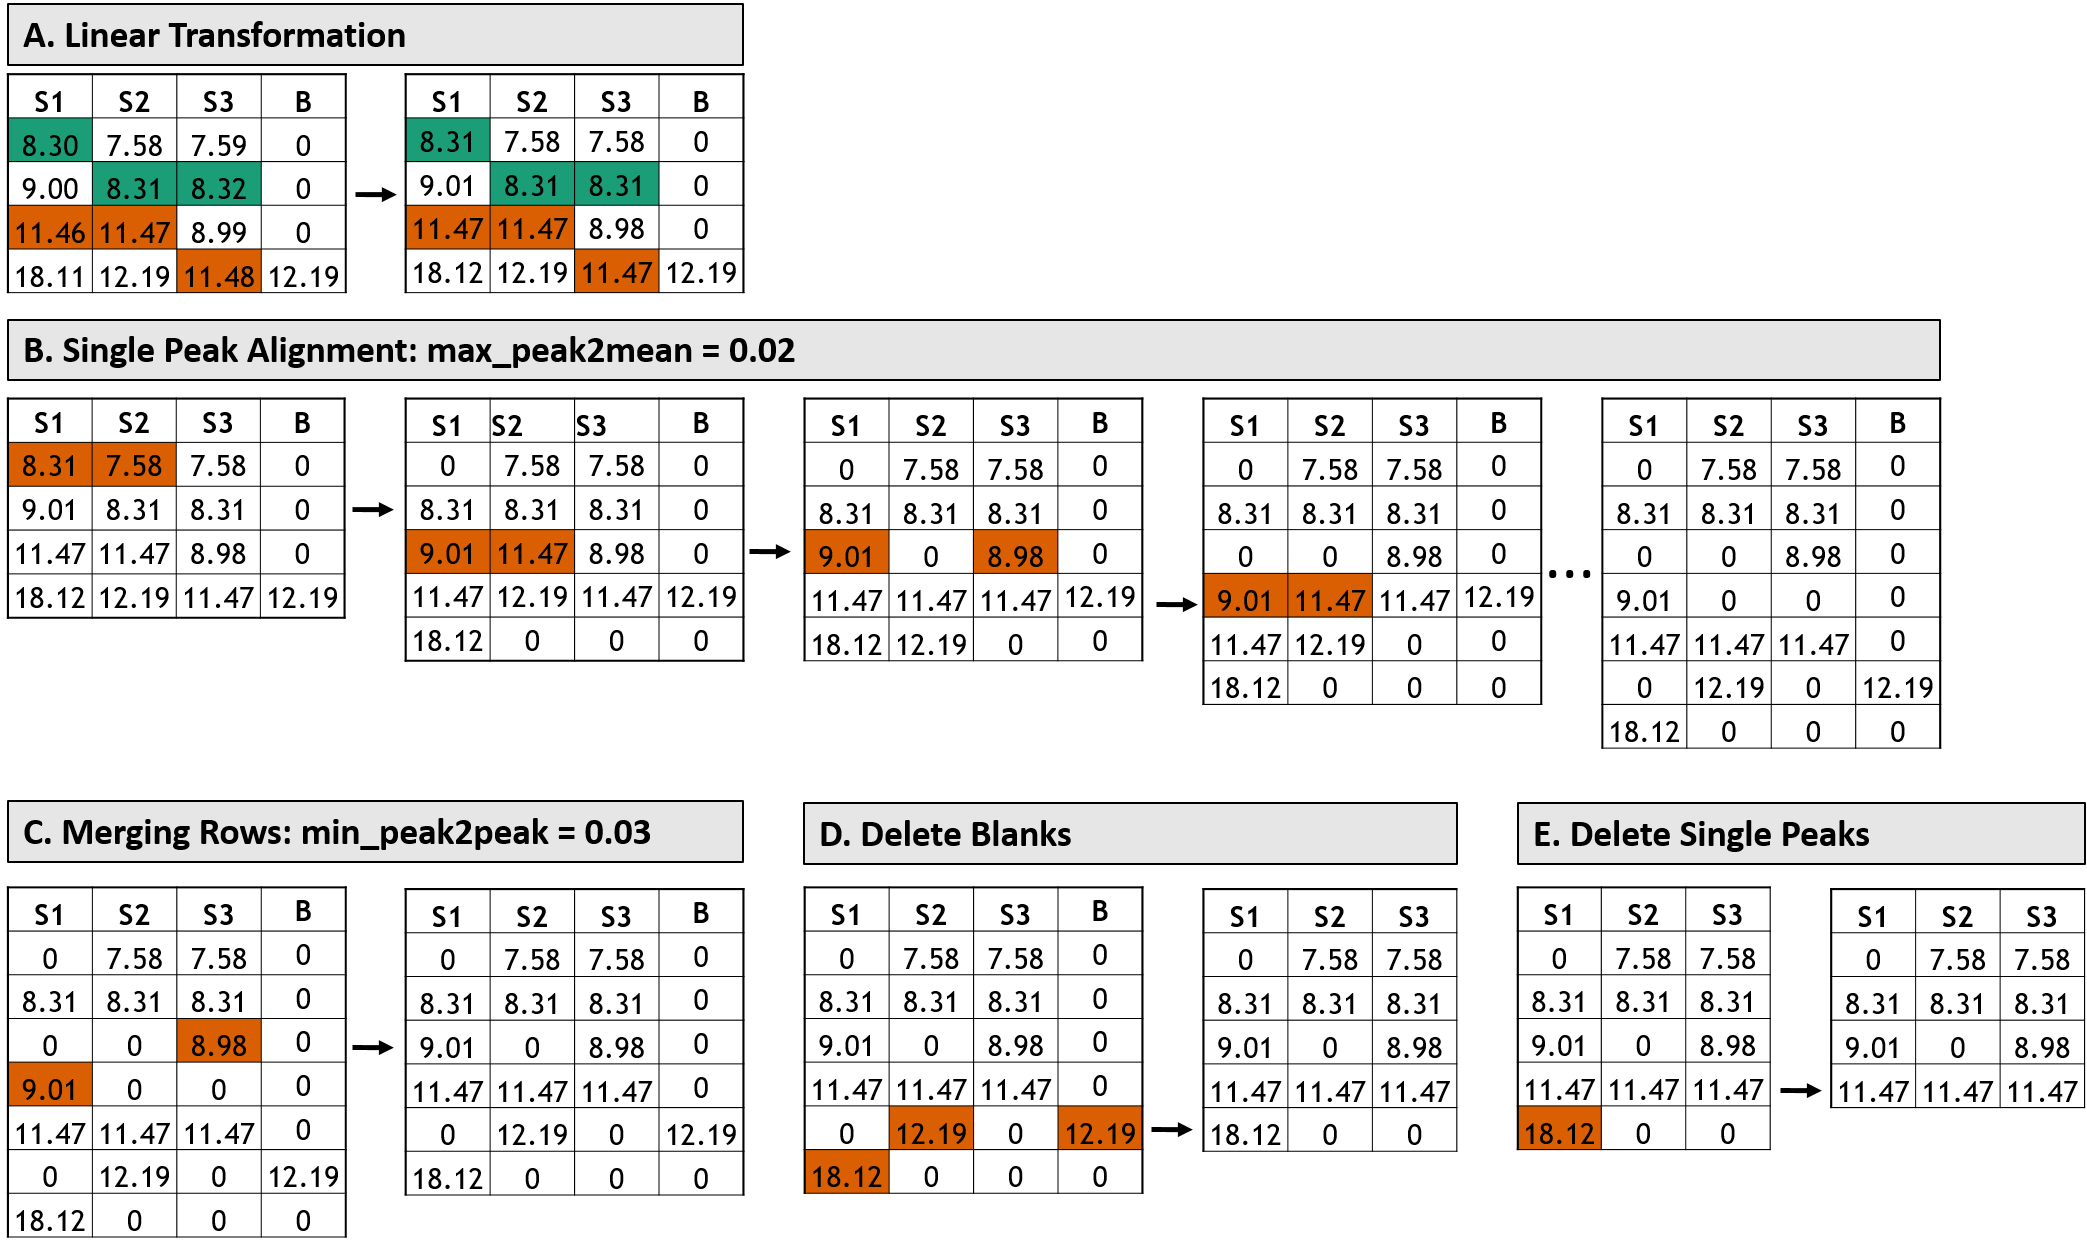 A. Linear Transformation
S1 S2 S3 B
8.30 7.58 7.59 0
9.00 8.31 8.32 0
11.46 11.47 8.99 0
18.11 12.19 11.48 12.19
S1 S2 S3 B
8.31 7.58 7.58 0
9.01 8.31 8.31 0
11.47 11.47 8.98 0
18.12 12.19 11.47 12.19
B. Single Peak Alignment: max_peak2mean = 0.02
S1 S2 S3 B
8.31 7.58 7.58 0
9.01 8.31 8.31 0
11.47 11.47 8.98 0
18.12 12.19 11.47 12.19
S1 S2 S3 B
0 7.58 7.58 0
8.31 8.31 8.31 0
9.01 11.47 8.98 0
11.47 12.19 11.47 12.19
18.12 0 0 0
S1 S2 S3 B
0 7.58 7.58 0
8.31 8.31 8.31 0
9.01 0 8.98 0
11.47 11.47 11.47 12.19
18.12 12.19 0 0
S1 S2 S3 B
0 7.58 7.58 0
8.31 8.31 8.31 0
0 0 8.98 0
9.01 11.47 11.47 12.19
11.47 12.19 0 0
18.12 0 0 0
...
S1 S2 S3 B
0 7.58 7.58 0
8.31 8.31 8.31 0
0 0 8.98 0
9.01 0 0 0
11.47 11.47 11.47 0
0 12.19 0 12.19
18.12 0 0 0
C. Merging Rows: min_peak2peak = 0.03
S1 S2 S3 B
0 7.58 7.58 0
8.31 8.31 8.31 0
0 0 8.98 0
9.01 0 0 0
11.47 11.47 11.47 0
0 12.19 0 12.19
18.12 0 0 0
S1 S2 S3 B
0 7.58 7.58 0
8.31 8.31 8.31 0
9.01 0 8.98 0
11.47 11.47 11.47 0
0 12.19 0 12.19
18.12 0 0 0
D. Delete Blanks
S1 S2 S3 B
0 7.58 7.58 0
8.31 8.31 8.31 0
9.01 0 8.98 0
11.47 11.47 11.47 0
0 12.19 0 12.19
18.12 0 0 0
S1 S2 S3
0 7.58 7.58
8.31 8.31 8.31
9.01 0 8.98
11.47 11.47 11.47
18.12 0 0
E. Delete Single Peaks
S1 S2 S3
0 7.58 7.58
8.31 8.31 8.31
9.01 0 8.98
11.47 11.47 11.47
18.12 0 0
S1 S2 S3
0 7.58 7.58
8.31 8.31 8.31
9.01 0 8.98
11.47 11.47 11.47